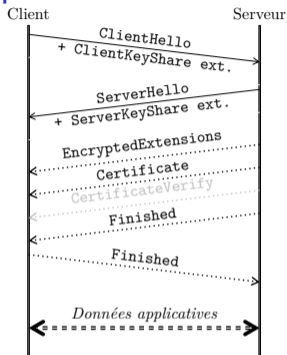 Client Serveur
ClientHello
+ ClientKeyShare ext.
ServerHello
+ ServerKeyShare ext.
EncryptedExtensions
Certificate
CertificateVerify
Finished
Finished
Données applicatives